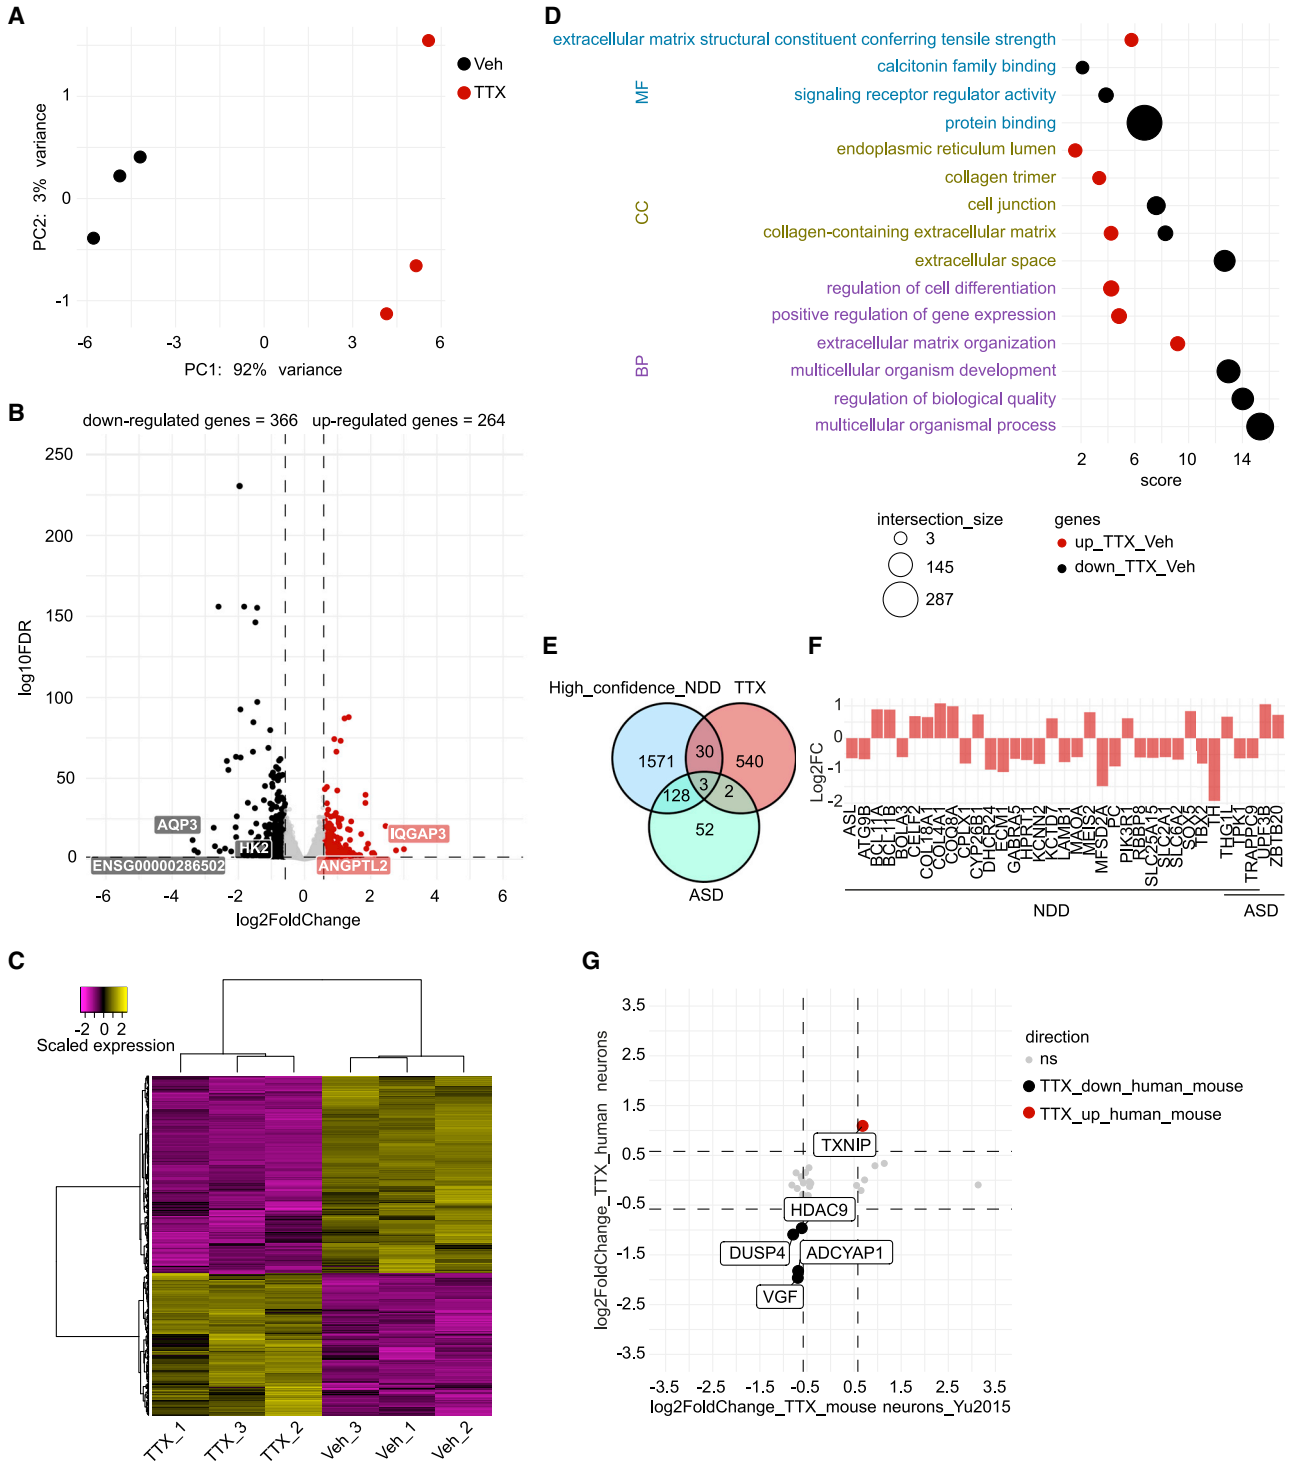 A
Veh
TTX
1
0
-1
PC2: 3% variance
-6
-3
0
3
6
PC1: 92% variance
B
down-regulated genes = 366
up-regulated genes = 264
250
200
150
100
50
0
log10FDR
AQP3
HK2
ENSG00000286502
IQGAP3
ANGPTL2
-6
-4
-2
0
2
4
6
log2FoldChange
C
-2 0 2
Scaled expression
TTX_1
TTX_3
TTX_2
Veh_3
Veh_1
Veh_2
D
MF
CC
BP
extracellular matrix structural constituent conferring tensile strength
calcitonin family binding
signaling receptor regulator activity
protein binding
endoplasmic reticulum lumen
collagen trimer
cell junction
collagen-containing extracellular matrix
extracellular space
regulation of cell differentiation
positive regulation of gene expression
extracellular matrix organization
multicellular organism development
regulation of biological quality
multicellular organismal process
2
6
10
14
score
intersection_size
3
145
287
genes
up_TTX_Veh
down_TTX_Veh
E
High_confidence_NDD
TTX
1571
30
540
3
128
2
52
ASD
F
1
0
-1
-2
Log2FC
ASL
ATG9B
BCL11A
BCL11B
BOLA3
CELF2
COL18A1
COL4A1
COQ8A
CPLX1
CYP26B1
DHCR24
ECM1
GABRA5
HPRT1
KCNN2
KCTD7
LAMB1
MAOA
MEIS2
MFSD2A
PC
PIK3R1
RBBP8
SLC25A15
SLC2A1
SLC6A2
SOX5
TBX2
TH
THG1L
TPK1
TRAPPC9
UPF3B
ZBTB20
NDD
ASD
G
3.5
2.5
1.5
0.5
-0.5
-1.5
-2.5
-3.5
log2FoldChange_TTX_human neurons
TXNIP
HDAC9
DUSP4
ADCYAP1
VGF
-3.5
-2.5
-1.5
-0.5
0.5
1.5
2.5
3.5
log2FoldChange_TTX_mouse neurons_Yu2015
direction
ns
TTX_down_human_mouse
TTX_up_human_mouse